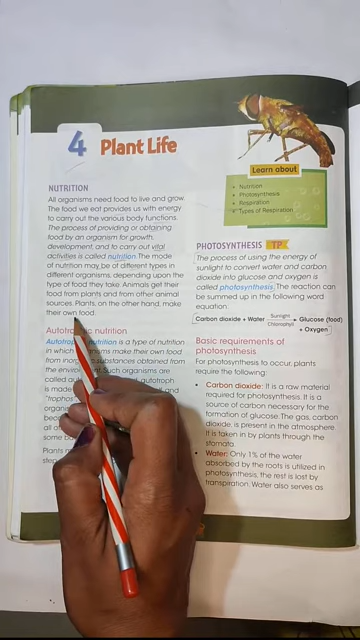 4 Plant Life
NUTRITION
All organisms need food to live and grow.
The food we eat provides us with energy
to carry out the various body functions.
The process of providing or obtaining
food by an organism for growth,
development, and to carry out vital
activities is called nutrition. The mode
of nutrition may be of different types in
different organisms, depending upon the
type of food they take. Animals get their
food from plants and from other animal
sources. Plants, on the other hand, make
their own food.
Autotrophic nutrition
Autotrophic nutrition is a type of nutrition
in which organisms make their own food
from inorganic substances obtained from
the environment. Such organisms are
called
is made
"trophos
organis
all
some
Plants
Learn about
• Nutrition
• Photosynthesis
• Respiration
• Types of Respiration
PHOTOSYNTHESIS TP
The process of using the energy of
sunlight to convert water and carbon
dioxide into glucose and oxygen is
called photosynthesis. The reaction can
be summed up in the following word
equation.
Carbon dioxide + Water Sunlight Chlorophyll Glucose (food)
+ Oxygen
Basic requirements of
photosynthesis
For photosynthesis to occur, plants
require the following:
• Carbon dioxide: It is a raw material
required for photosynthesis. It is a
source of carbon necessary for the
formation of glucose. The gas, carbon
dioxide, is present in the atmosphere.
It is taken in by plants through the
stomata.
• Water: Only 1% of the water
absorbed by the roots is utilized in
photosynthesis, the rest is lost by
transpiration. Water also serves as